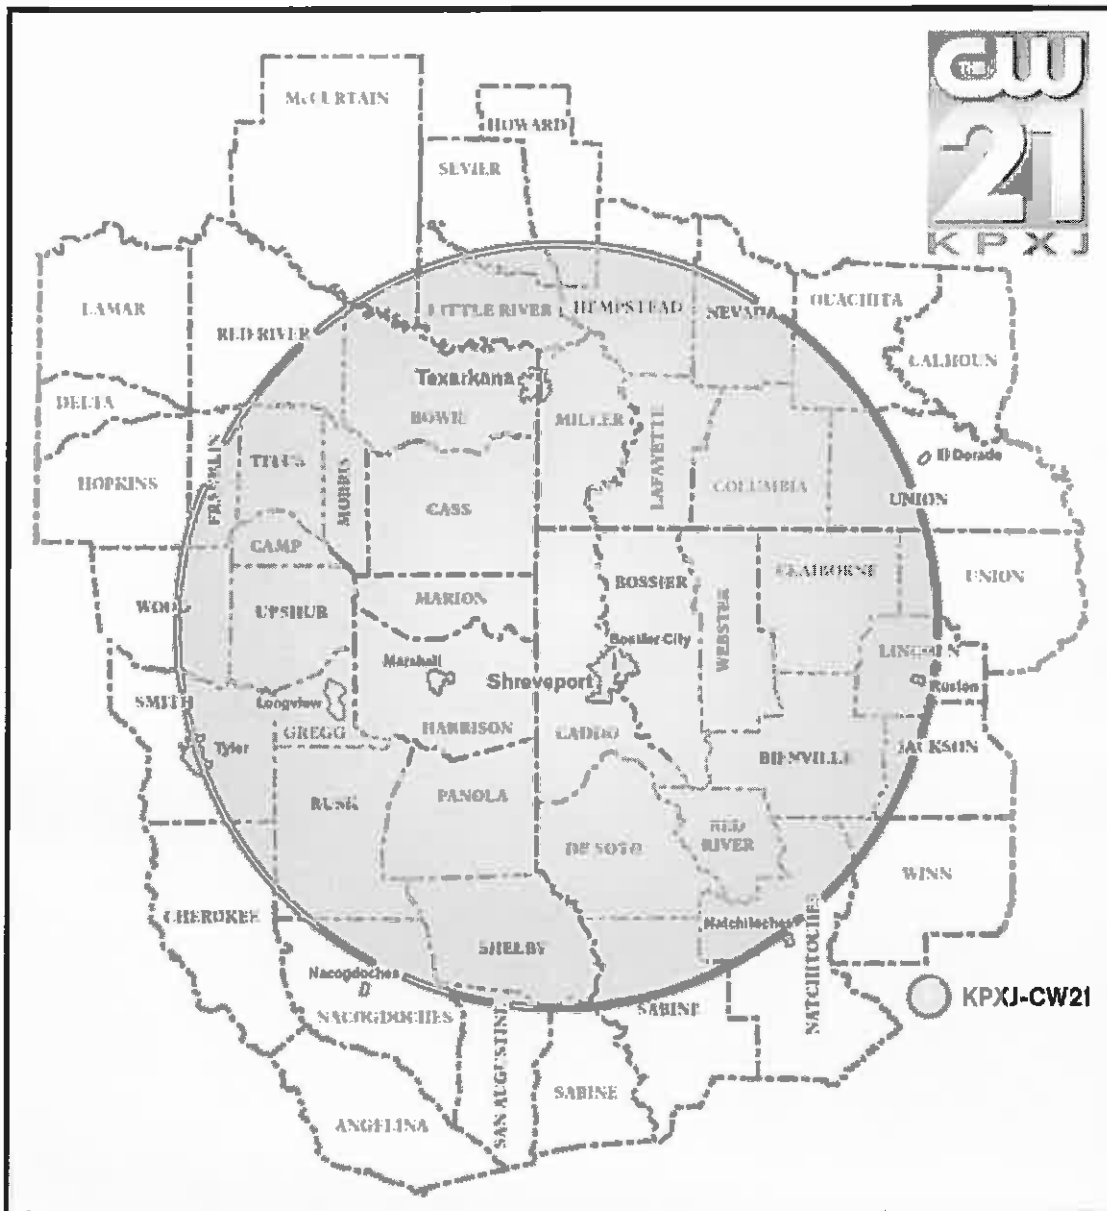 THE
CW
21
KPXJ
McCURTAIN
HOWARD
SEVIER
LAMAR
RED RIVER
LITTLE RIVER
HEMPSTEAD
NEVADA
OUACHITA
CALHOUN
DELTA
Texarkana
BOWIE
MILLER
LAFAYETTE
HOPKINS
FRANKLIN
TITUS
MORRIS
CASS
COLUMBIA
El Dorado
UNION
CAMP
BOSSIER
CLAIBORNE
UNION
WOOD
UPSHUR
MARION
WEBSTER
Bossier City
LINCOLN
Marshall
Shreveport
Ruston
SMITH
Longview
GREGG
HARRISON
CADDO
JACKSON
Tyler
BIENVILLE
RUSK
PANOLA
DE SOTO
RED
RIVER
WINN
CHEROKEE
SHELBY
Natchitoches
NATCHITOCHES
Nacogdoches
NACOGDOCHES
SAN AUGUSTINE
SABINE
KPXJ-CW21
SABINE
ANGELINA